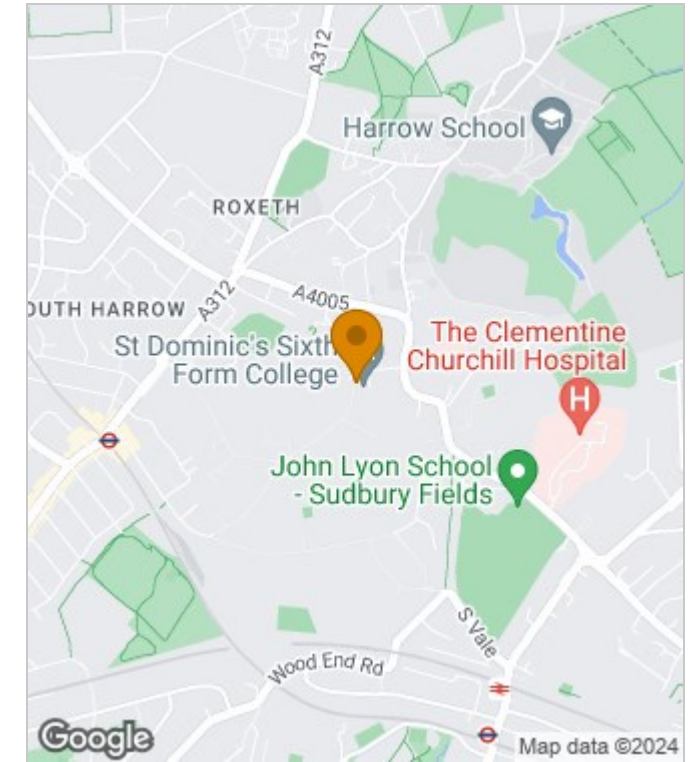 A312
Harrow School
ROXETH
OUTH HARROW
A312
A4005
St Dominic's Sixth
Form College
The Clementine
Churchill Hospital
H
John Lyon School
- Sudbury Fields
S Vale
Wood End Rd
Google
Map data ©2024